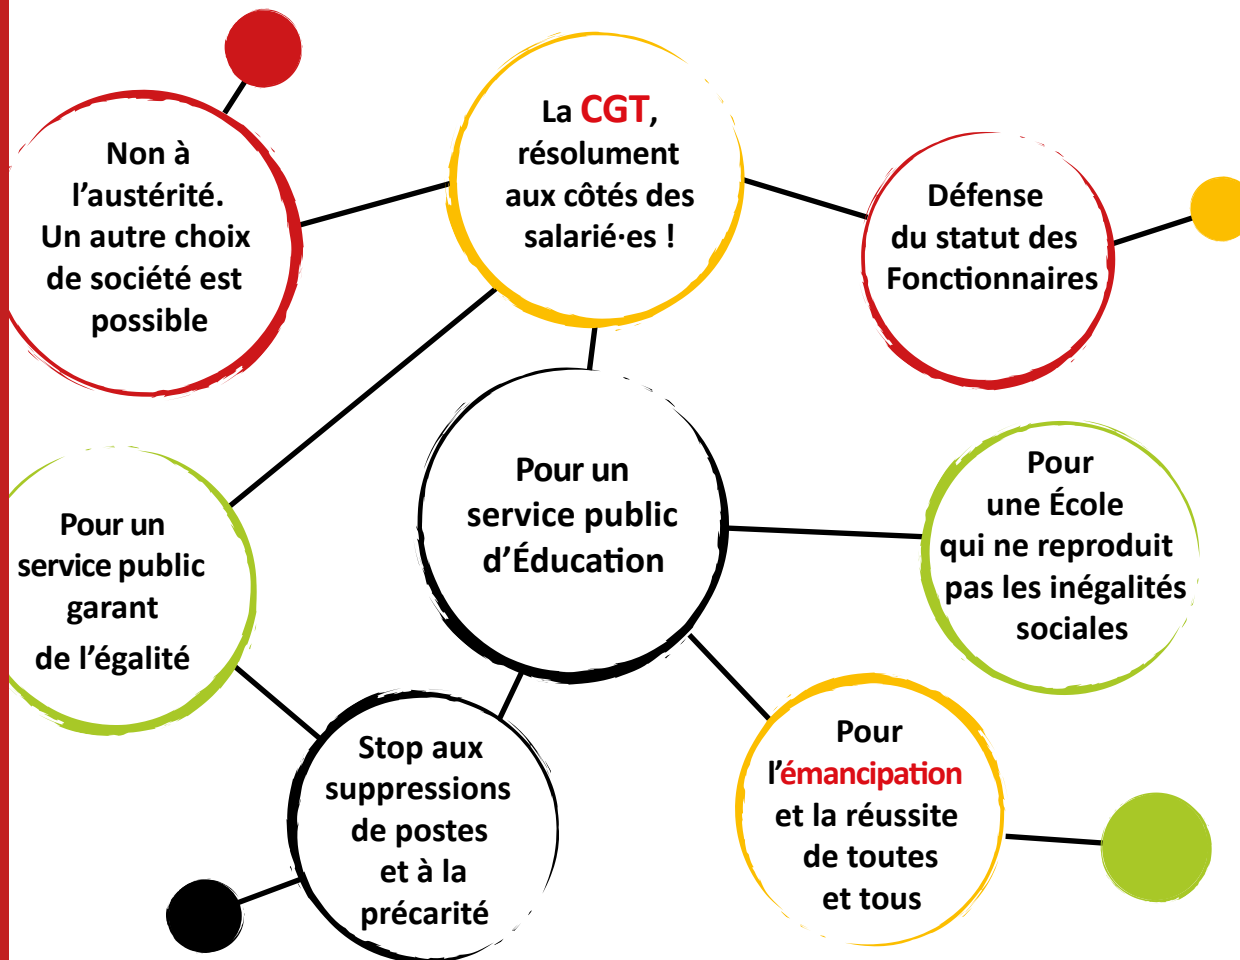 Non à
l'austérité.
Un autre choix
de société est
possible
La CGT,
résolument
aux côtés des
salarié·es !
Défense
du statut des
Fonctionnaires
Pour un
service public
garant
de l'égalité
Pour un
service public
d'Éducation
Pour
une École
qui ne reproduit
pas les inégalités
sociales
Stop aux
suppressions
de postes
et à la
précarité
Pour
l'émancipation
et la réussite
de toutes
et tous